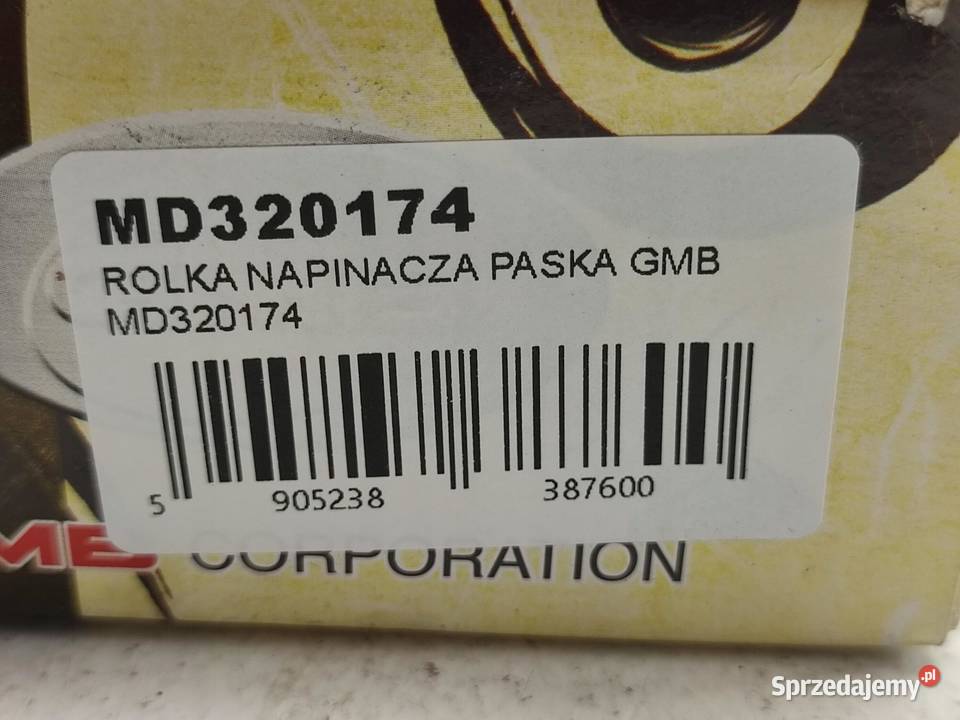 MD320174
ROLKA NAPINACZA PASKA GMB
MD320174
5 905238 387600
CORPORATION
Sprzedajemy.pl